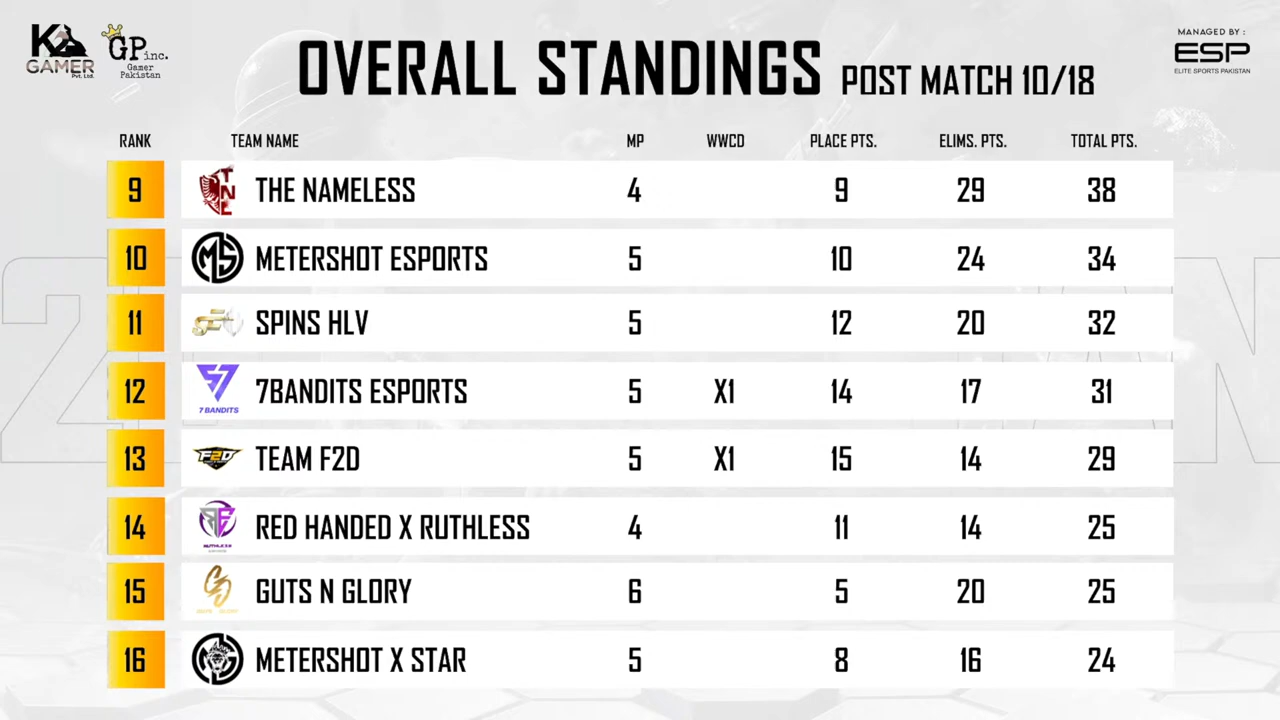 K2 GAMER Pvt. Ltd.
GP inc.
Gamer Pakistan
OVERALL STANDINGS POST MATCH 10/18
MANAGED BY :
ESP
ELITE SPORTS PAKISTAN
RANK TEAM NAME MP WWCD PLACE PTS. ELIMS. PTS. TOTAL PTS.
9 THE NAMELESS 4 9 29 38
10 METERSHOT ESPORTS 5 10 24 34
11 SPINS HLV 5 12 20 32
12 7 BANDITS 7BANDITS ESPORTS 5 X1 14 17 31
13 F2D TEAM F2D 5 X1 15 14 29
14 RED HANDED X RUTHLESS 4 11 14 25
15 GUTS N GLORY 6 5 20 25
16 METERSHOT X STAR 5 8 16 24